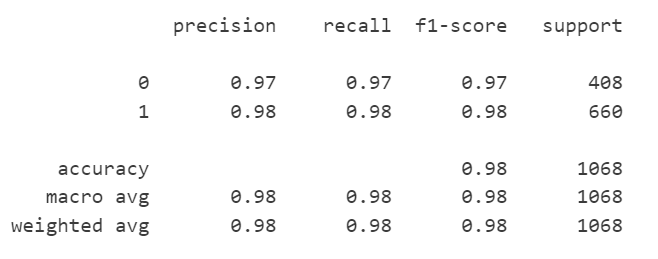 precision recall f1-score support
0 0.97 0.97 0.97 408
1 0.98 0.98 0.98 660
accuracy 0.98 1068
macro avg 0.98 0.98 0.98 1068
weighted avg 0.98 0.98 0.98 1068